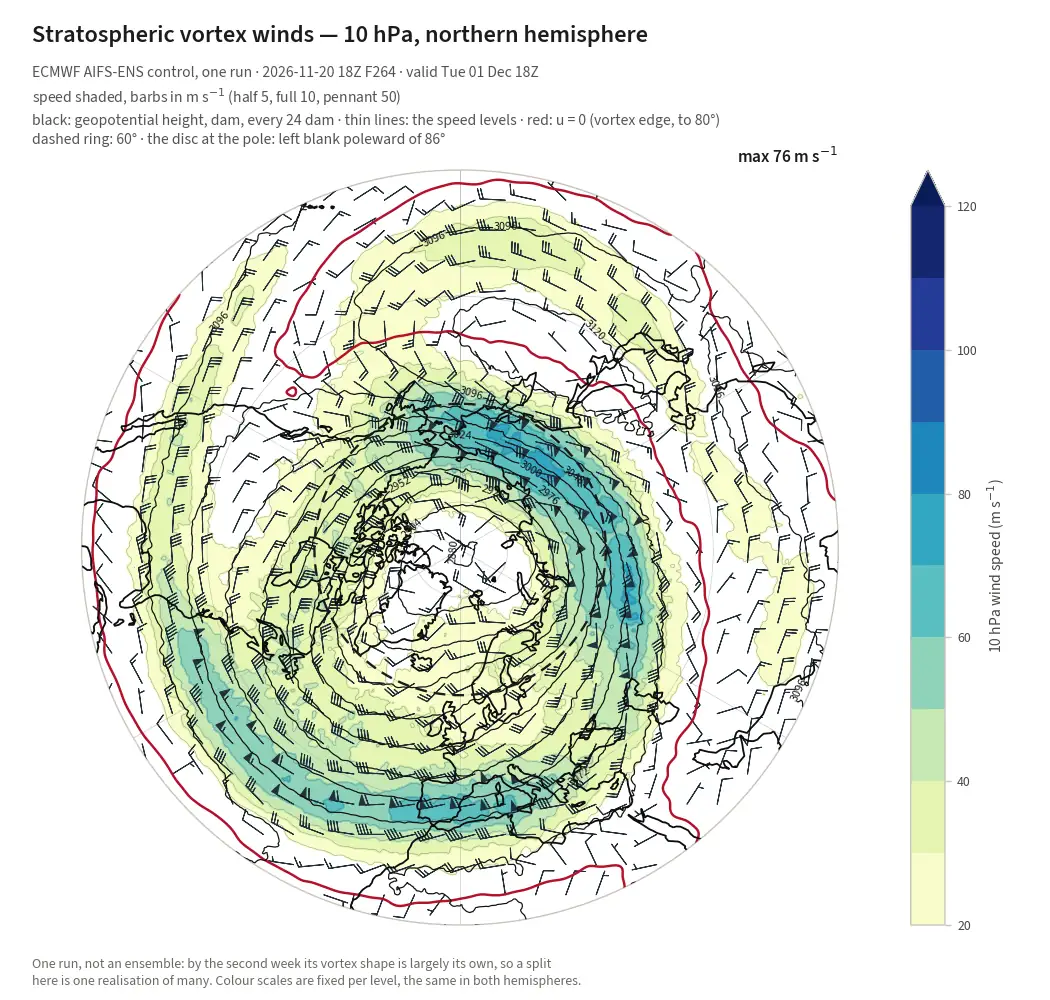 Stratospheric vortex winds — 10 hPa, northern hemisphere
ECMWF AIFS-ENS control, one run · 2026-11-20 18Z F264 · valid Tue 01 Dec 18Z
speed shaded, barbs in m s⁻¹ (half 5, full 10, pennant 50)
black: geopotential height, dam, every 24 dam · thin lines: the speed levels · red: u = 0 (vortex edge, to 80°)
dashed ring: 60° · the disc at the pole: left blank poleward of 86°
max 76 m s⁻¹
120
100
80
60
40
20
10 hPa wind speed (m s⁻¹)
3096
3096
3096
3120
3096
3096
3000
2976
2952
3096
One run, not an ensemble: by the second week its vortex shape is largely its own, so a split
here is one realisation of many. Colour scales are fixed per level, the same in both hemispheres.